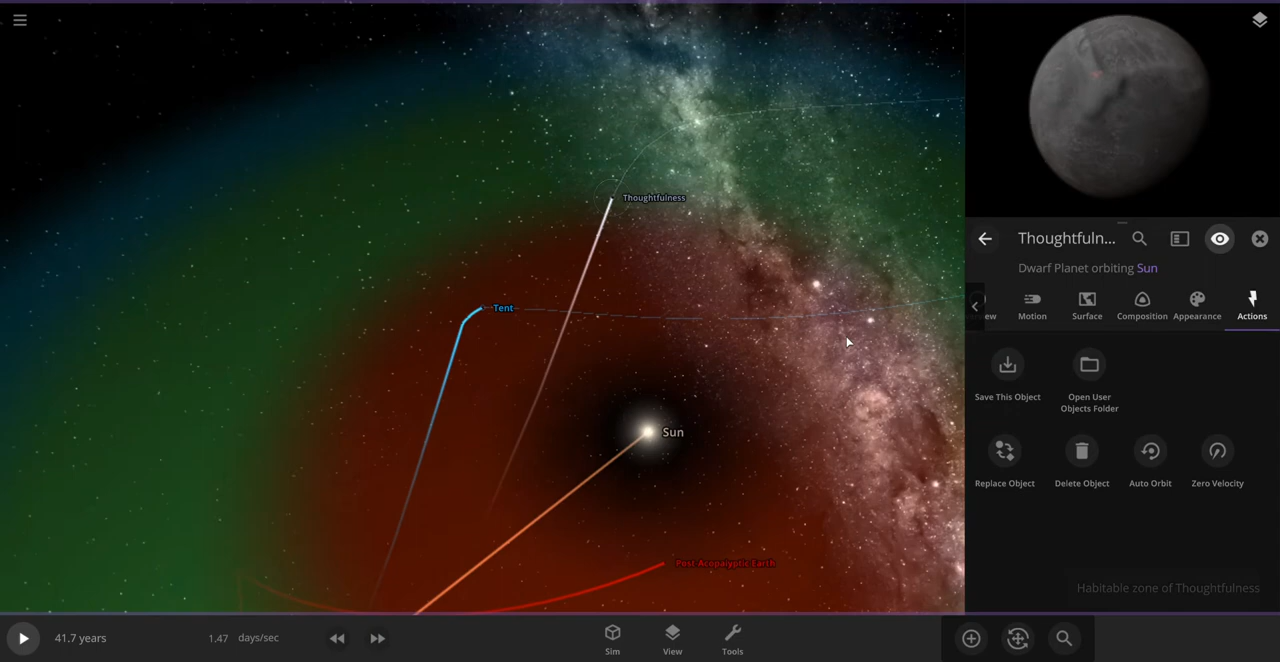 Thoughtfulness
Tent
Sun
Post Acopalyptic Earth
Thoughtfuln...
Dwarf Planet orbiting Sun
ew
Motion
Surface
Composition
Appearance
Actions
Save This Object
Open User
Objects Folder
Replace Object
Delete Object
Auto Orbit
Zero Velocity
Habitable zone of Thoughtfulness
41.7 years
1.47 days/sec
Sim
View
Tools